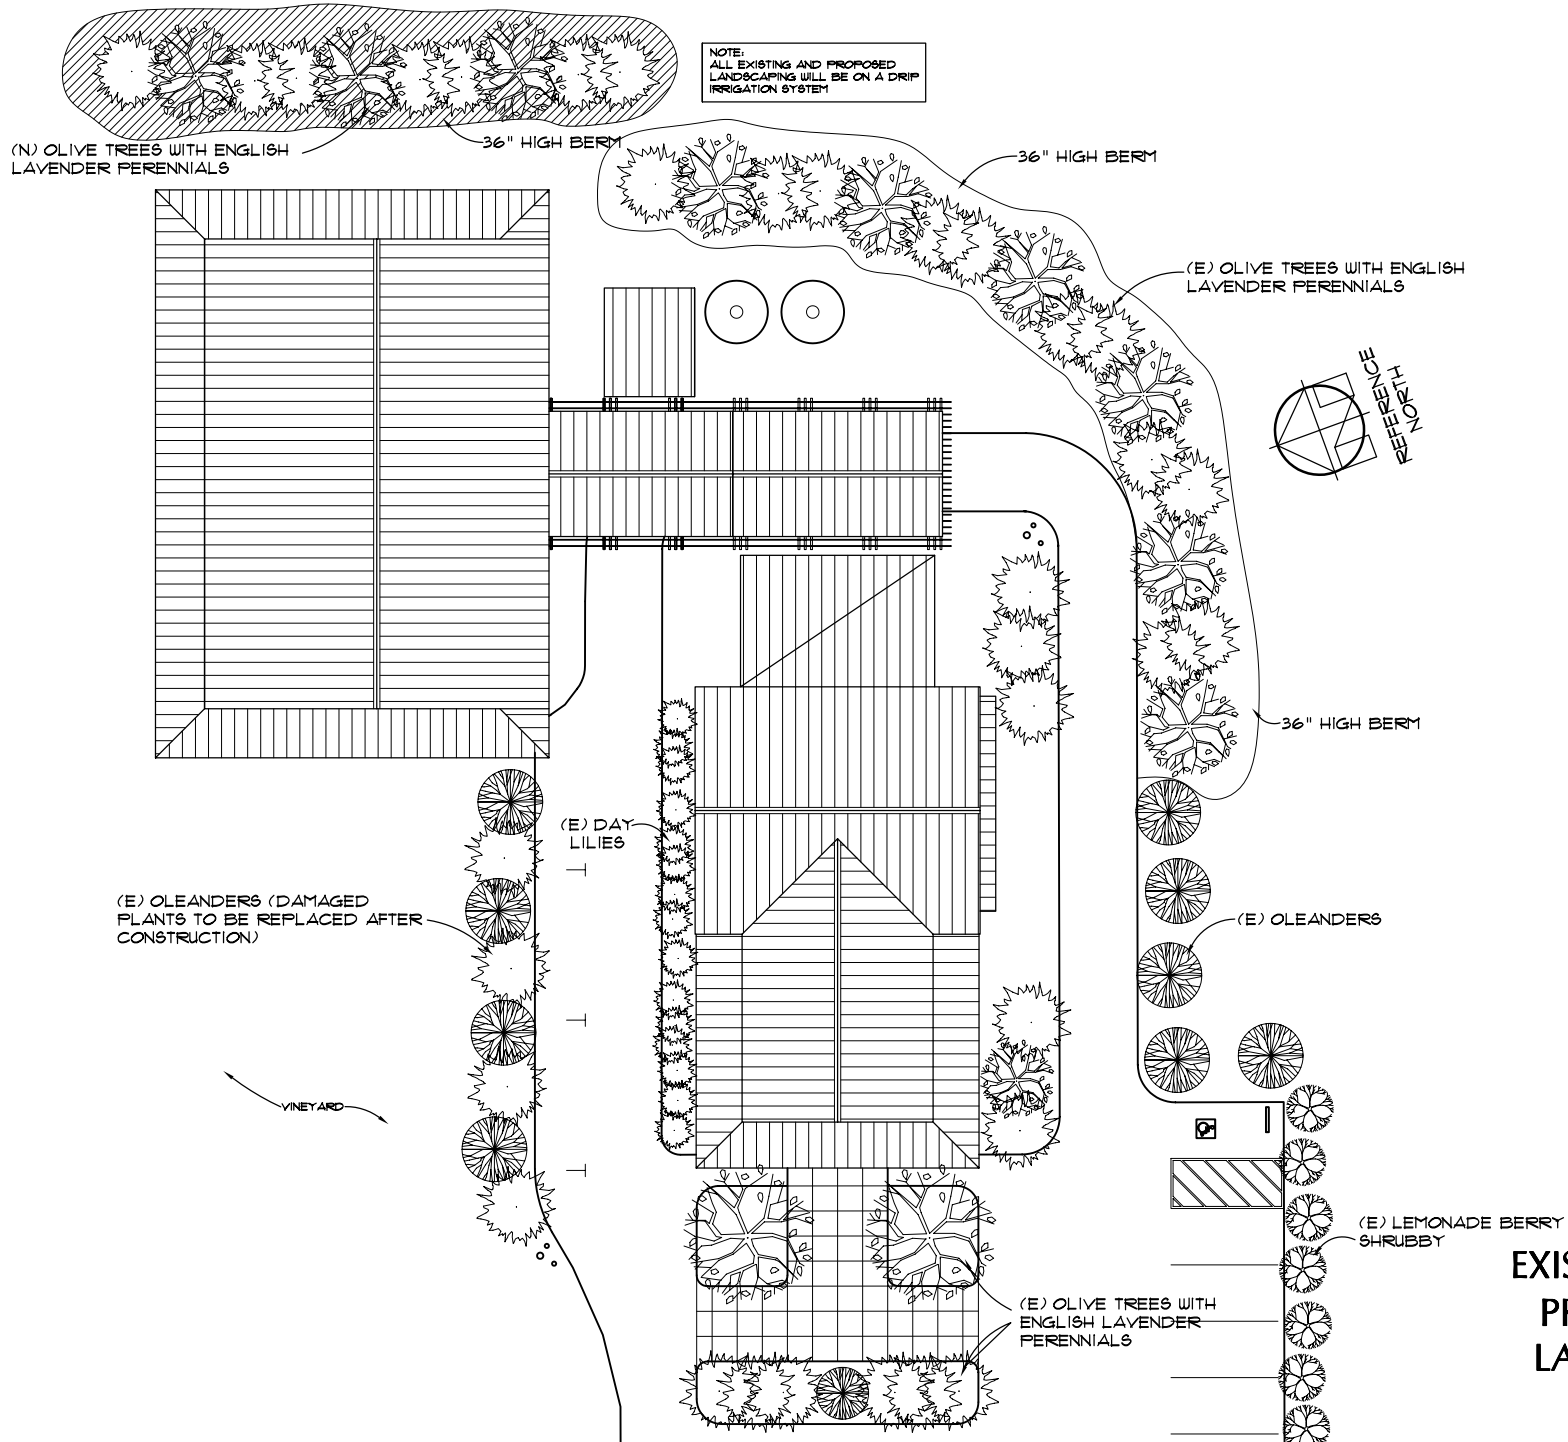 NOTE:
ALL EXISTING AND PROPOSED
LANDSCAPING WILL BE ON A DRIP
IRRIGATION SYSTEM
(N) OLIVE TREES WITH ENGLISH
LAVENDER PERENNIALS
36" HIGH BERM
36" HIGH BERM
(E) OLIVE TREES WITH ENGLISH
LAVENDER PERENNIALS
REFERENCE
NORTH
36" HIGH BERM
(E) DAY
LILIES
(E) OLEANDERS (DAMAGED
PLANTS TO BE REPLACED AFTER
CONSTRUCTION)
(E) OLEANDERS
VINEYARD
(E) LEMONADE BERRY
SHRUBBY
(E) OLIVE TREES WITH
ENGLISH LAVENDER
PERENNIALS